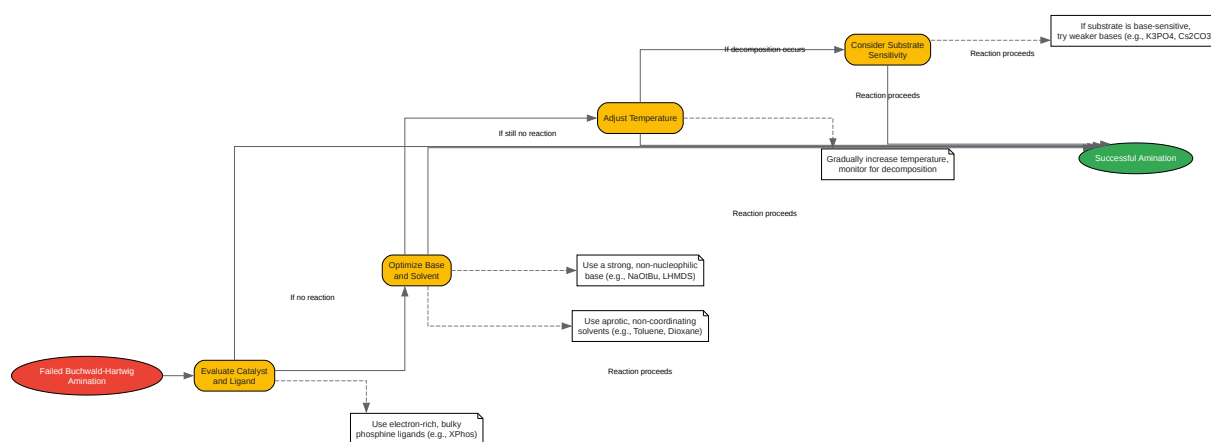 If substrate is base-sensitive,
try weaker bases (e.g., K3PO4, Cs2CO3
Consider Substrate
Sensitivity
If decomposition occurs
Reaction proceeds
Reaction proceeds
Adjust Temperature
If still no reaction
Gradually increase temperature,
monitor for decomposition
Successful Amination
Reaction proceeds
Optimize Base
and Solvent
Use a strong, non-nucleophilic
base (e.g., NaOtBu, LHMDS)
If no reaction
Use aprotic, non-coordinating
solvents (e.g., Toluene, Dioxane)
Failed Buchwald-Hartwig
Amination
Evaluate Catalyst
and Ligand
Reaction proceeds
Use electron-rich, bulky
phosphine ligands (e.g., XPhos)